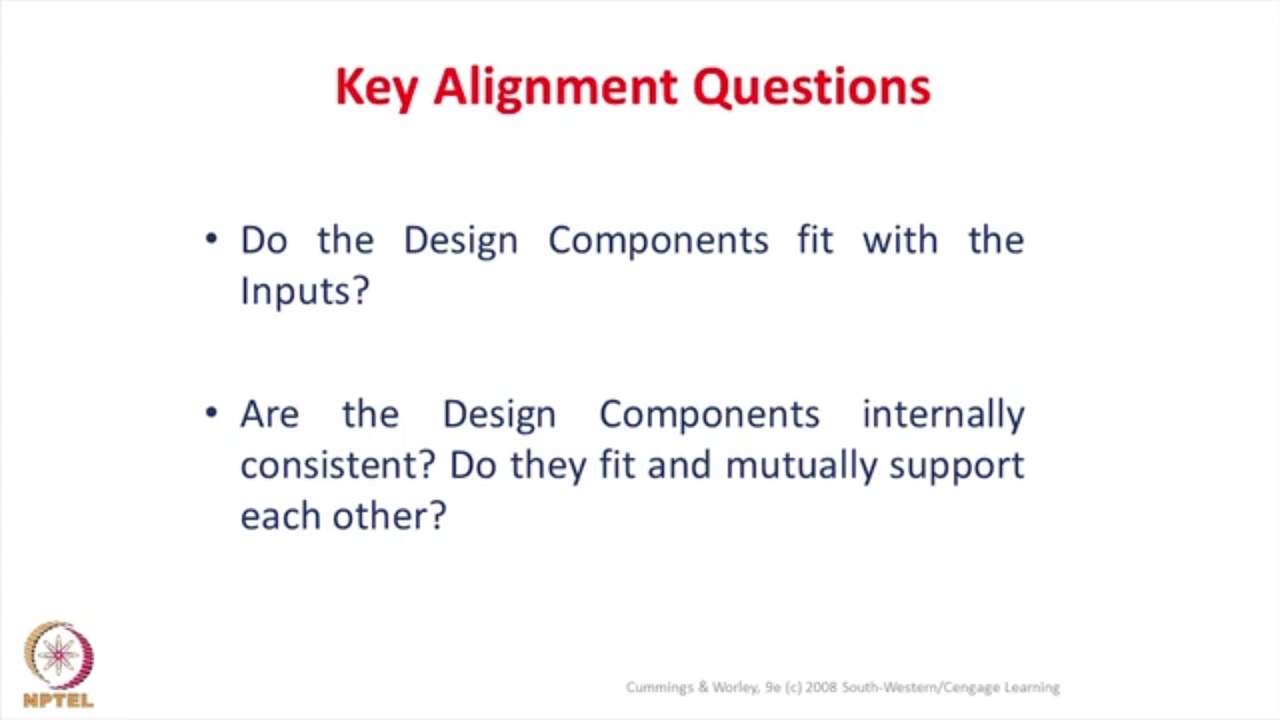 Key Alignment Questions
• Do the Design Components fit with the
Inputs?
• Are the Design Components internally
consistent? Do they fit and mutually support
each other?
NPTEL
Cummings & Worley, 9e (c) 2008 South-Western/Cengage Learning